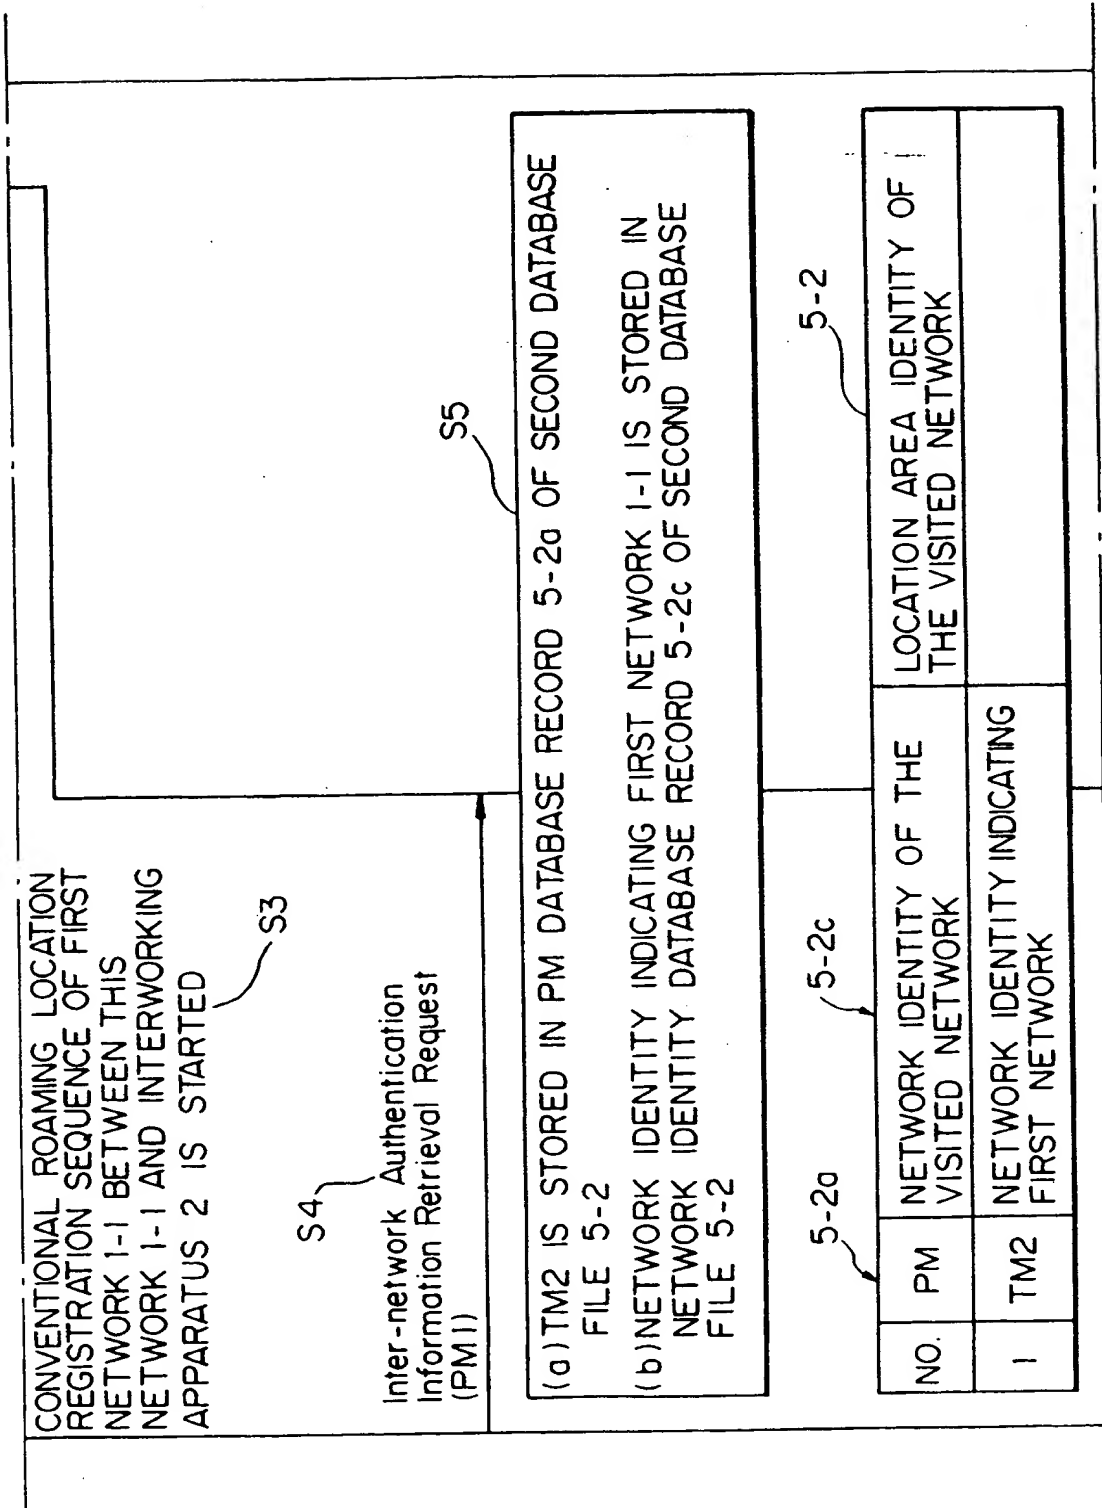 CONVENTIONAL ROAMING LOCATION
REGISTRATION SEQUENCE OF FIRST
NETWORK 1-1 BETWEEN THIS
NETWORK 1-1 AND INTERWORKING
APPARATUS 2 IS STARTED
S3
S4
Inter-network Authentication
Information Retrieval Request
(PM1)
S5
(a) TM2 IS STORED IN PM DATABASE RECORD 5-2a OF SECOND DATABASE
FILE 5-2
(b) NETWORK IDENTITY INDICATING FIRST NETWORK 1-1 IS STORED IN
NETWORK IDENTITY DATABASE RECORD 5-2c OF SECOND DATABASE
FILE 5-2
5-2a
5-2c
5-2
NO.
PM
NETWORK IDENTITY OF THE
VISITED NETWORK
LOCATION AREA IDENTITY OF
THE VISITED NETWORK
1
TM2
NETWORK IDENTITY INDICATING
FIRST NETWORK